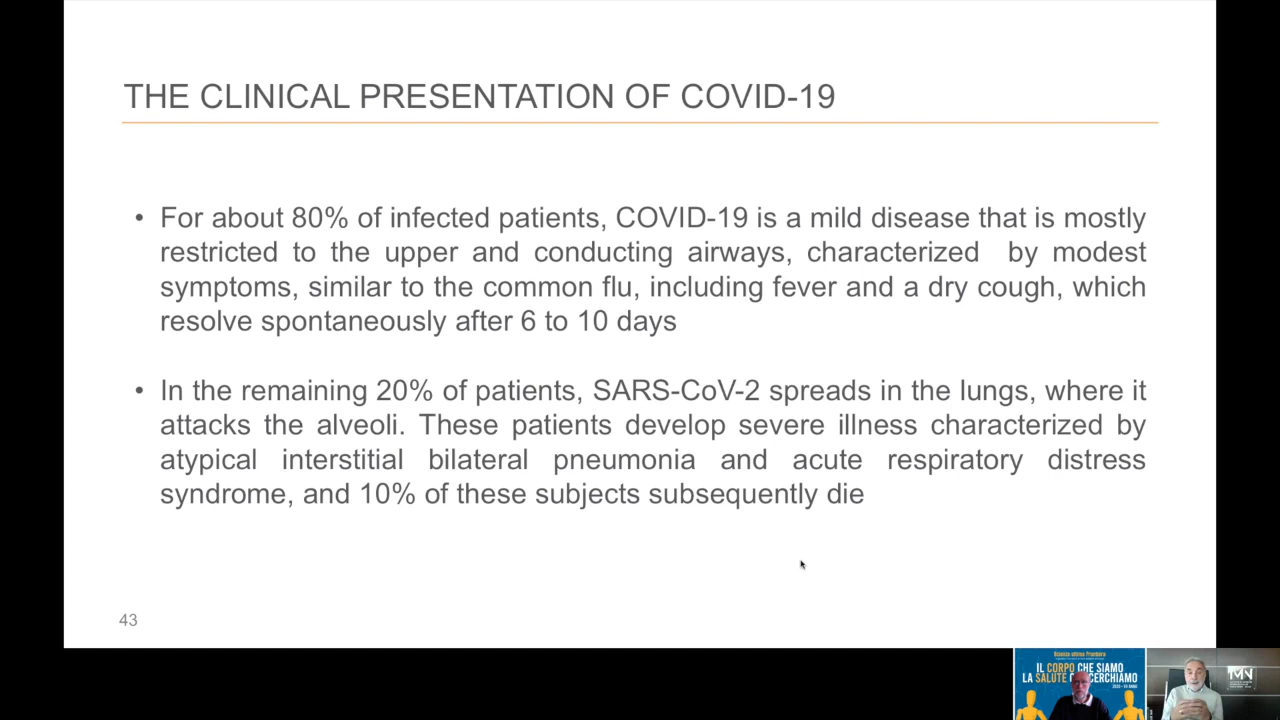 THE CLINICAL PRESENTATION OF COVID-19
• For about 80% of infected patients, COVID-19 is a mild disease that is mostly
restricted to the upper and conducting airways, characterized by modest
symptoms, similar to the common flu, including fever and a dry cough, which
resolve spontaneously after 6 to 10 days
• In the remaining 20% of patients, SARS-CoV-2 spreads in the lungs, where it
attacks the alveoli. These patients develop severe illness characterized by
atypical interstitial bilateral pneumonia and acute respiratory distress
syndrome, and 10% of these subjects subsequently die
43
Scienza ultima frontiera
IL CORPO CHE SIAMO
LA SALUTE CERCHIAMO